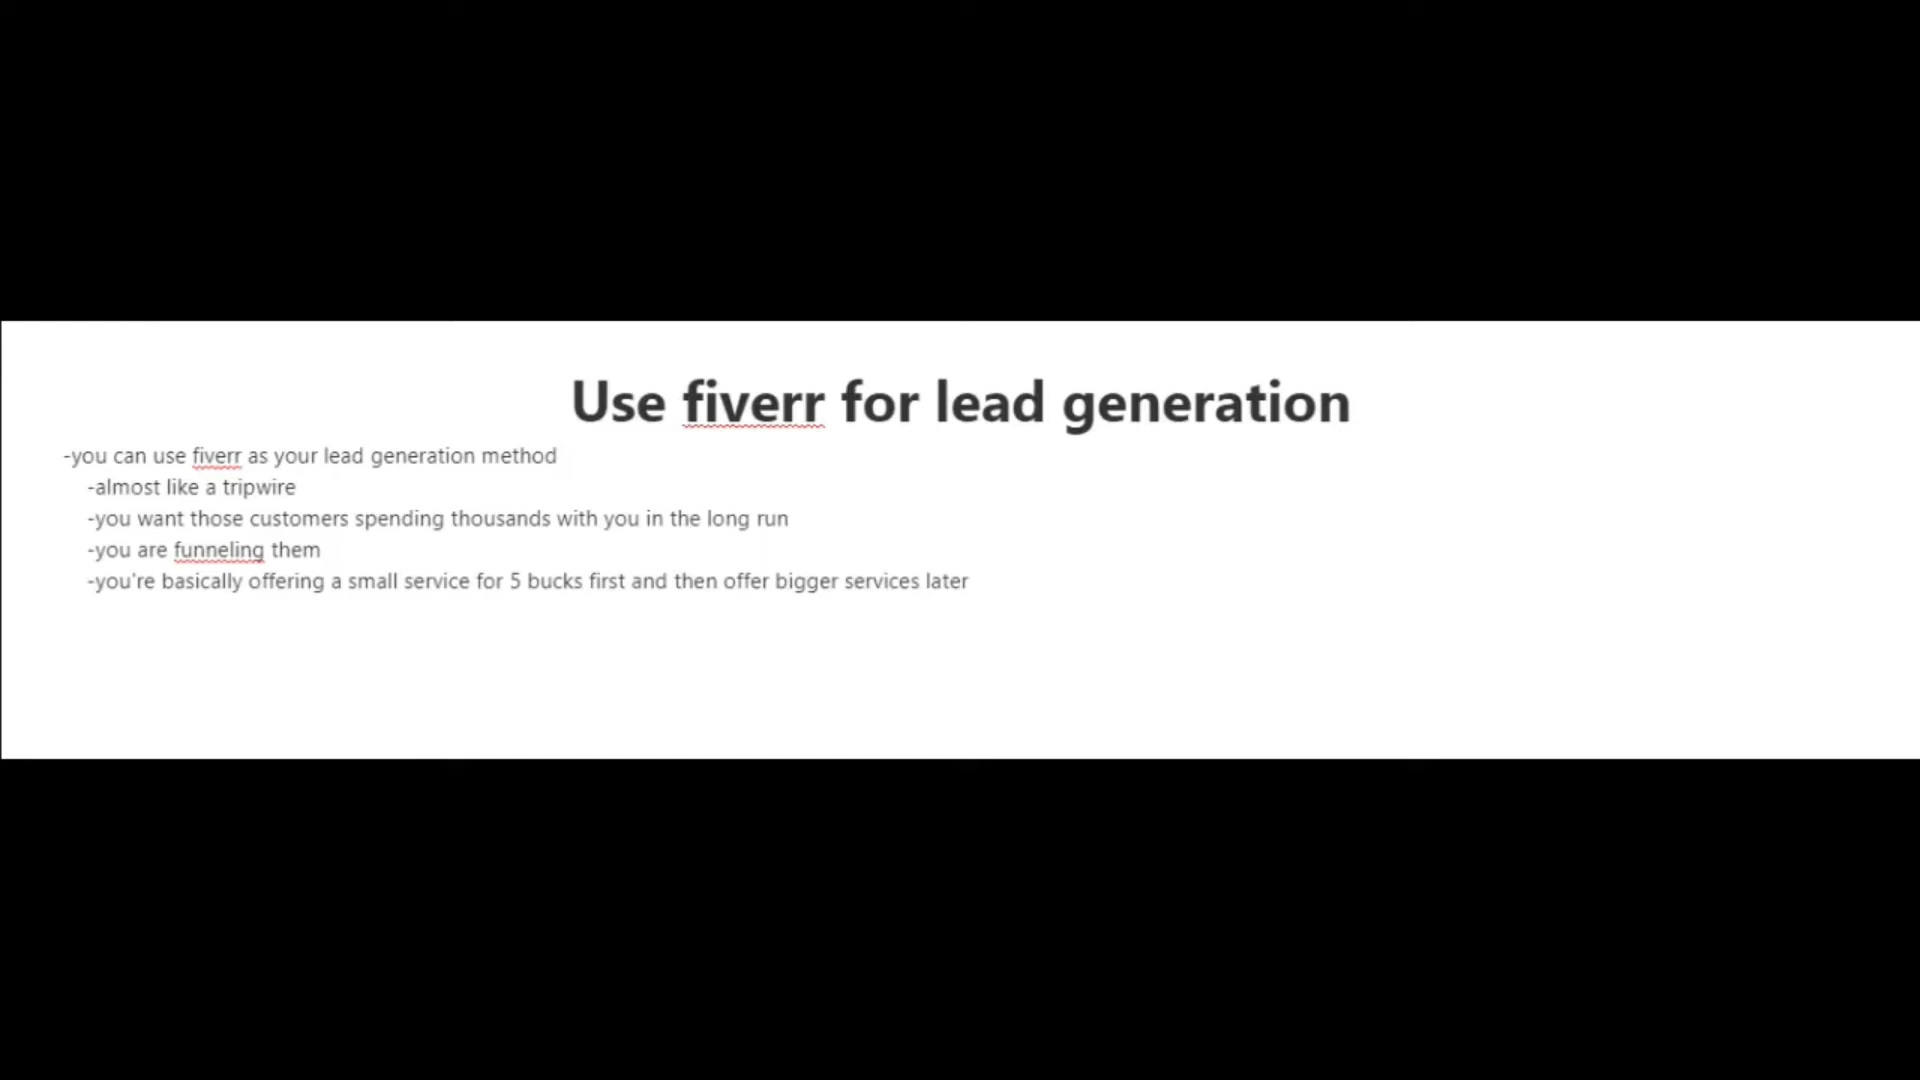 Use fiverr for lead generation
-you can use fiverr as your lead generation method
-almost like a tripwire
-you want those customers spending thousands with you in the long run
-you are funneling them
-you're basically offering a small service for 5 bucks first and then offer bigger services later